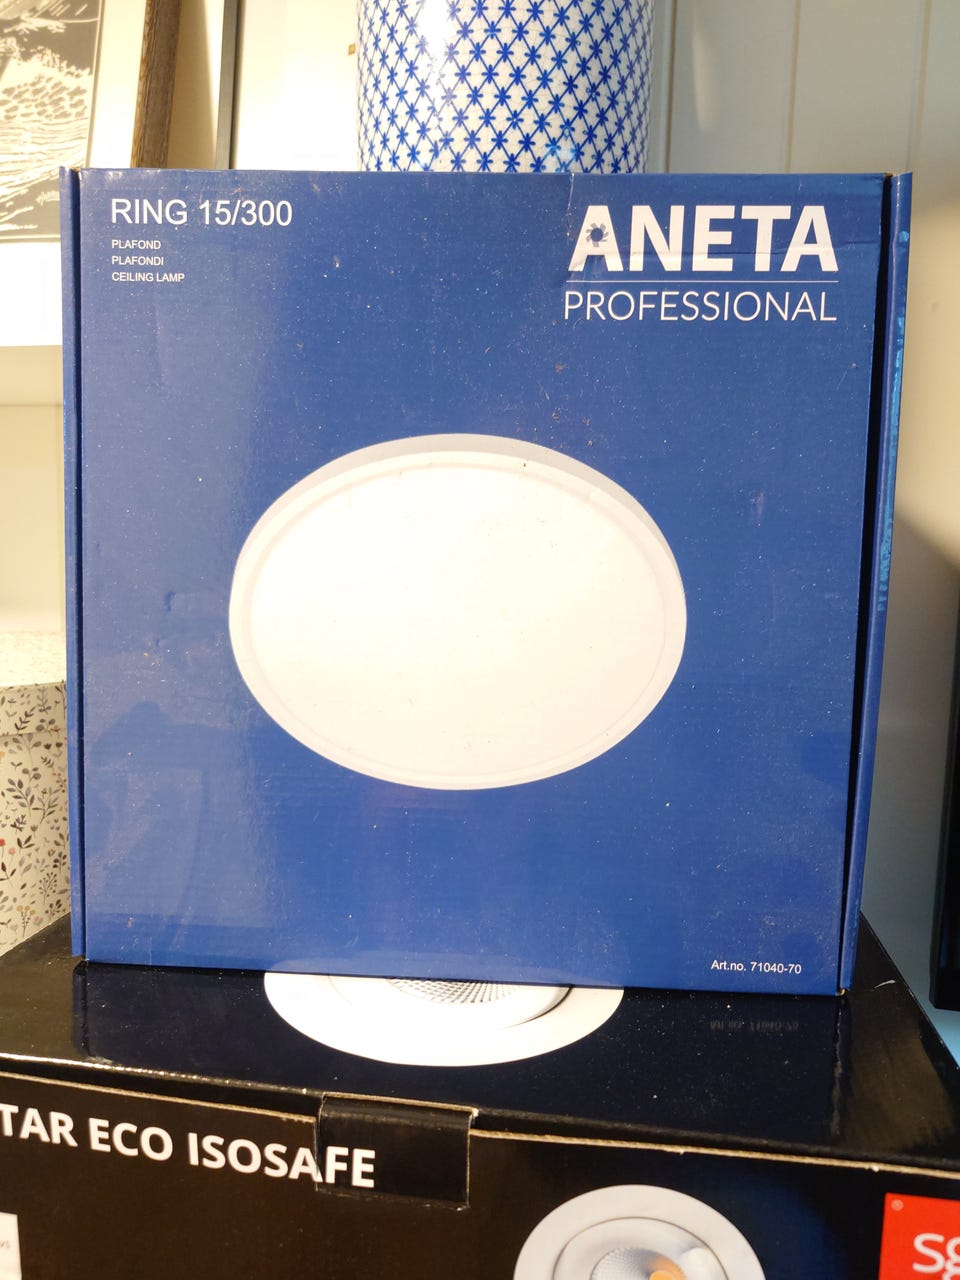 RING 15/300
PLAFOND
PLAFONDI
CEILING LAMP
ANETA
PROFESSIONAL
Art.no. 71040-70
TAR ECO ISOSAFE
®